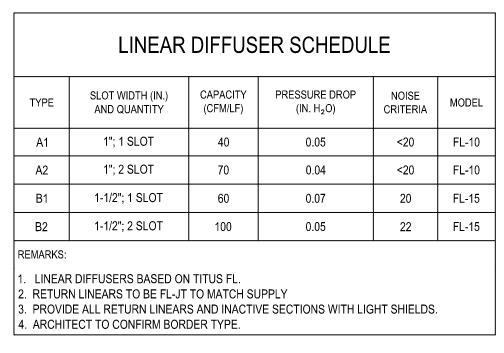 LINEAR DIFFUSER SCHEDULE
TYPE SLOT WIDTH (IN.) AND QUANTITY CAPACITY (CFM/LF) PRESSURE DROP (IN. H₂O) NOISE CRITERIA MODEL
A1 1"; 1 SLOT 40 0.05 <20 FL-10
A2 1"; 2 SLOT 70 0.04 <20 FL-10
B1 1-1/2"; 1 SLOT 60 0.07 20 FL-15
B2 1-1/2"; 2 SLOT 100 0.05 22 FL-15
REMARKS:
1. LINEAR DIFFUSERS BASED ON TITUS FL.
2. RETURN LINEARS TO BE FL-JT TO MATCH SUPPLY
3. PROVIDE ALL RETURN LINEARS AND INACTIVE SECTIONS WITH LIGHT SHIELDS.
4. ARCHITECT TO CONFIRM BORDER TYPE.